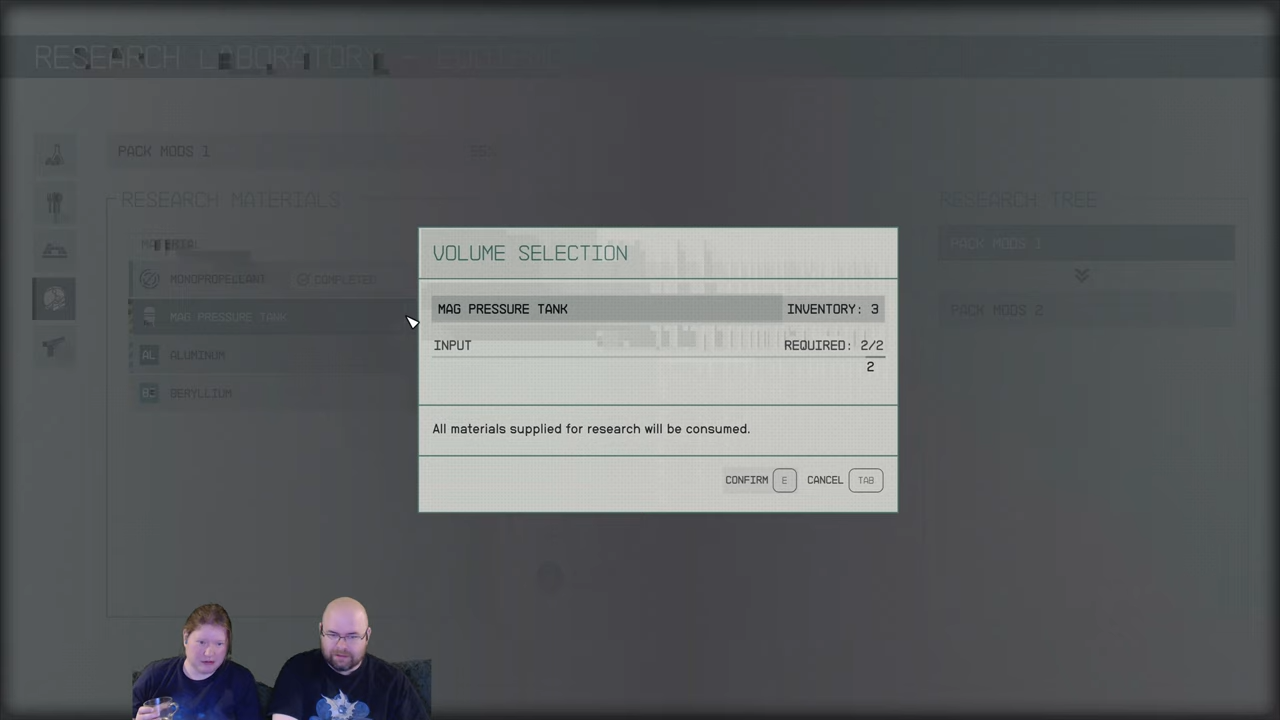 RESEARCH LABORATORY -
PACK MODS 1
55%
RESEARCH MATERIALS
RESEARCH TREE
MATERIAL
PACK MODS 1
MONOPROPELLANT
COMPLETED
MAG PRESSURE TANK
PACK MODS 2
AL ALUMINUM
BERYLLIUM
VOLUME SELECTION
MAG PRESSURE TANK
INVENTORY: 3
INPUT
REQUIRED: 2/2
2
All materials supplied for research will be consumed.
CONFIRM E CANCEL TAB